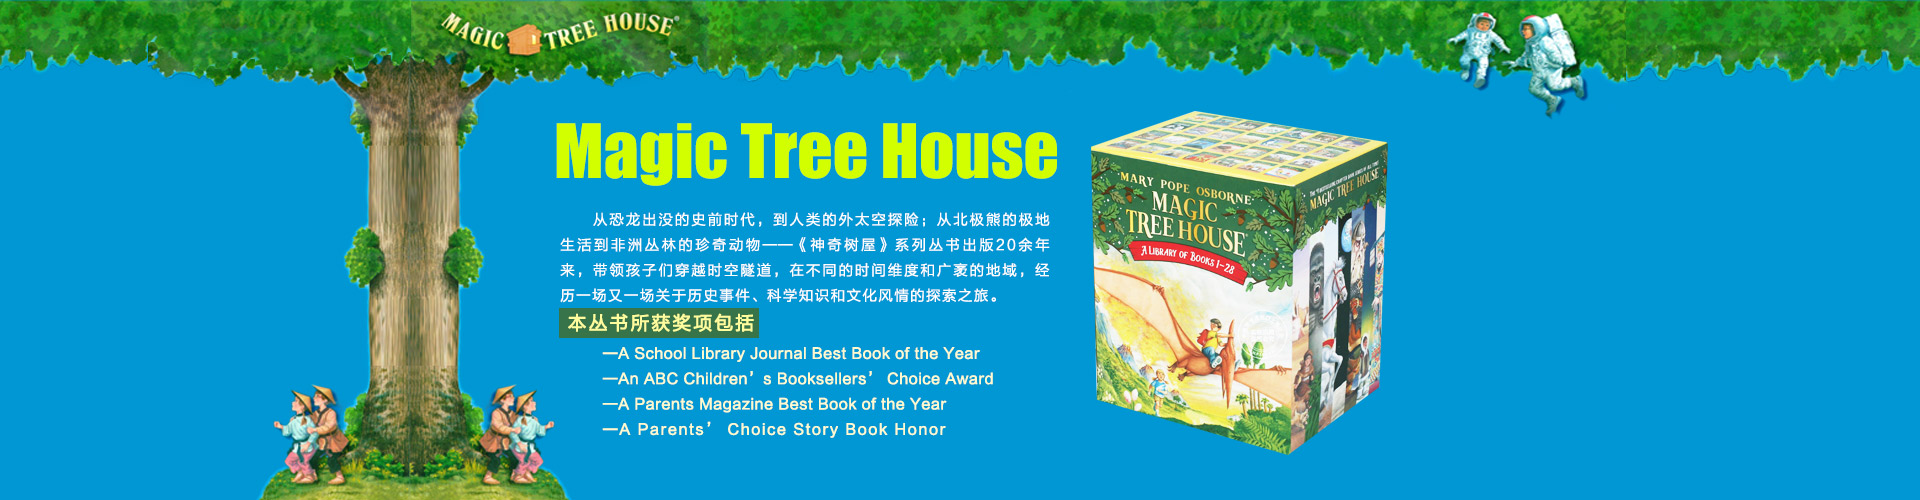 MAGIC TREE HOUSE®
Magic Tree House
从恐龙出没的史前时代，到人类的外太空探险；从北极熊的极地
生活到非洲丛林的珍奇动物——《神奇树屋》系列丛书出版20余年
来，带领孩子们穿越时空隧道，在不同的时间维度和广袤的地域，经
历一场又一场关于历史事件、科学知识和文化风情的探索之旅。
本丛书所获奖项包括
—A School Library Journal Best Book of the Year
—An ABC Children’s Booksellers’ Choice Award
—A Parents Magazine Best Book of the Year
—A Parents’ Choice Story Book Honor
MARY POPE OSBORNE
MAGIC
TREE HOUSE
A LIBRARY OF BOOKS 1–28
MAGIC TREE HOUSE